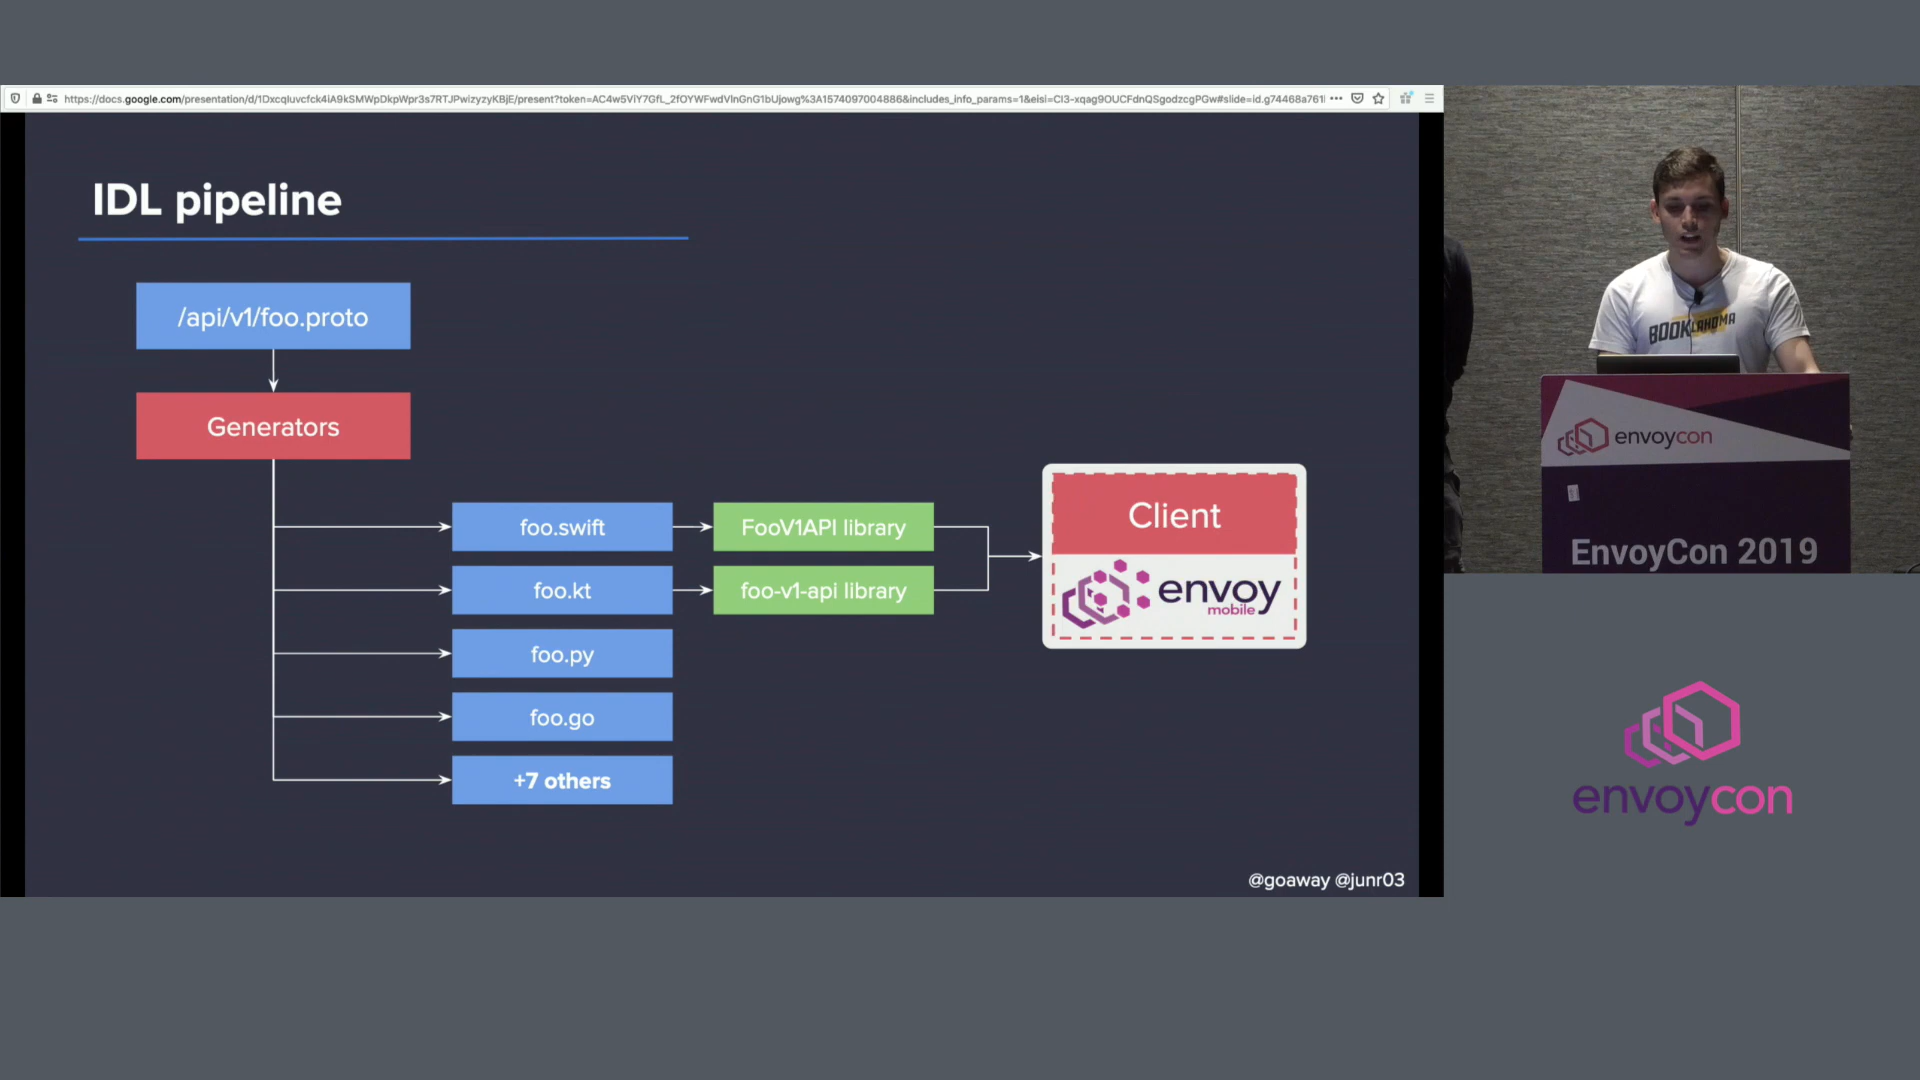 IDL pipeline
/api/v1/foo.proto
Generators
foo.swift
FooV1API library
foo.kt
foo-v1-api library
foo.py
foo.go
+7 others
Client
envoy
mobile
@goaway @junr03
BOOKLAHOMA
envoycon
EnvoyCon 2019
envoycon